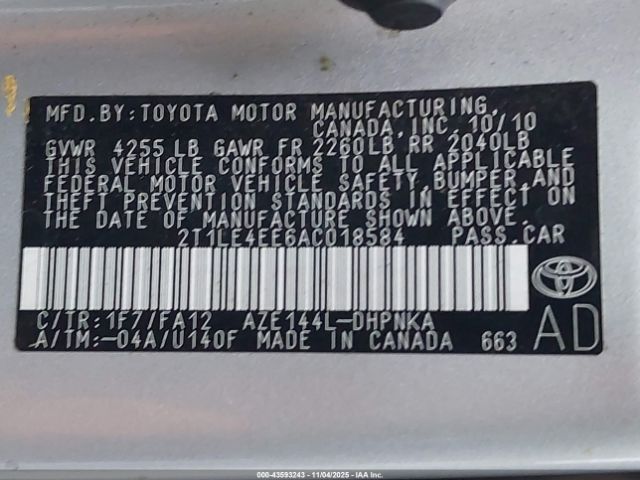 MFD.BY:TOYOTA MOTOR MANUFACTURING,
CANADA,INC. 10/10
GVWR 4255 LB GAWR FR 2260LB RR 2040LB
THIS VEHICLE CONFORMS TO ALL APPLICABLE
FEDERAL MOTOR VEHICLE SAFETY,BUMPER,AND
THEFT PREVENTION STANDARDS IN EFFECT ON
THE DATE OF MANUFACTURE SHOWN ABOVE.
2T1LE4EE6AC018584 PASS.CAR
C/TR:1F7/FA12 AZE144L-DHPNKA
A/TM:-04A/U140F MADE IN CANADA 663
AD
000-43593243 - 11/04/2025 - IAA Inc.